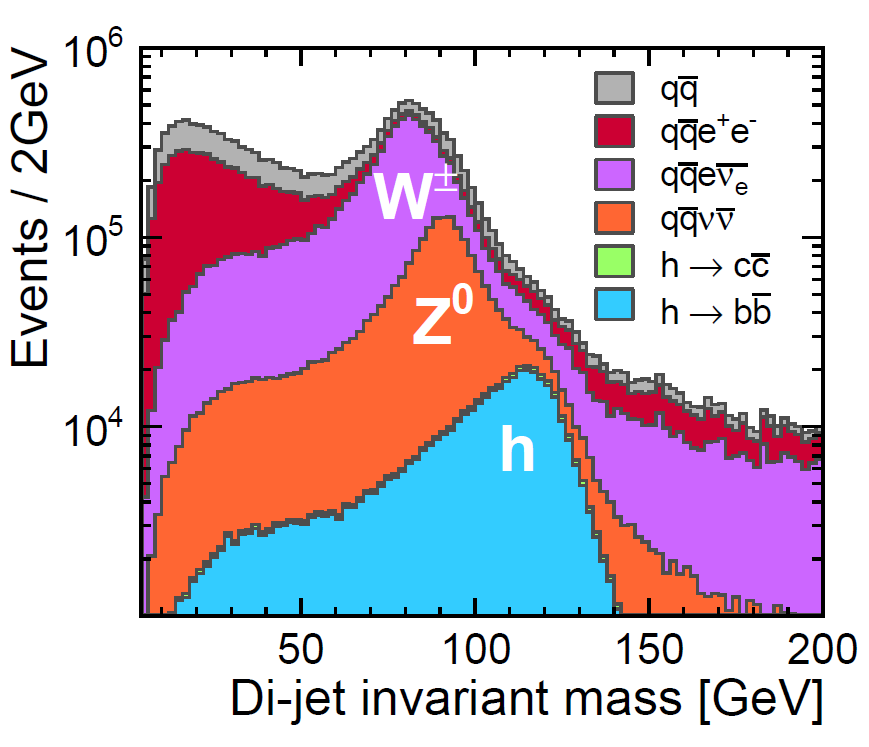 Events / 2GeV
10⁶
10⁵
10⁴
qq̅
qq̅e⁺e⁻
qq̅eν̅ₑ̅
qq̅νν̅
h → cc̅
h → bb̅
W±
Z⁰
h
50 100 150 200
Di-jet invariant mass [GeV]